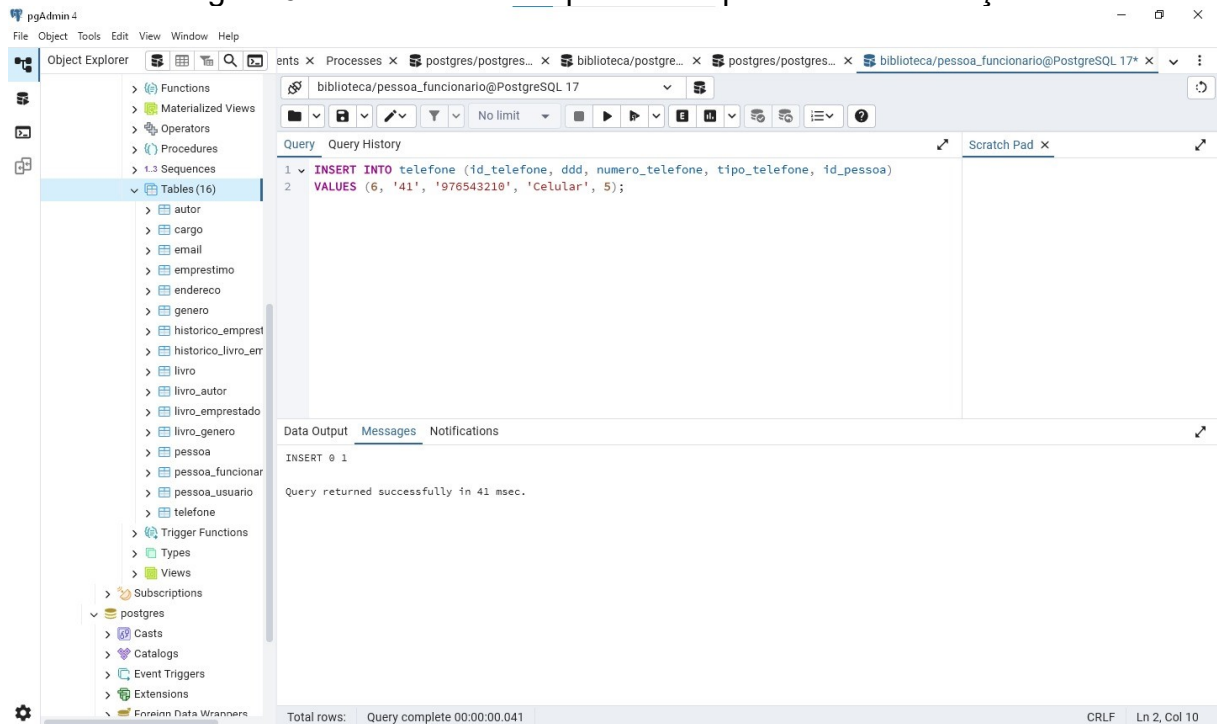 pgAdmin 4
File Object Tools Edit View Window Help
Object Explorer
ents × Processes × postgres/postgres... × biblioteca/postgre... × postgres/postgres... × biblioteca/pessoa_funcionario@PostgreSQL 17* ×
biblioteca/pessoa_funcionario@PostgreSQL 17
No limit
Query Query History
Scratch Pad ×
1 INSERT INTO telefone (id_telefone, ddd, numero_telefone, tipo_telefone, id_pessoa)
2 VALUES (6, '41', '976543210', 'Celular', 5);
Functions
Materialized Views
Operators
Procedures
1..3 Sequences
Tables (16)
autor
cargo
email
emprestimo
endereco
genero
historico_emprest
historico_livro_em
livro
livro_autor
livro_emprestado
livro_genero
pessoa
pessoa_funcionar
pessoa_usuario
telefone
Trigger Functions
Types
Views
Subscriptions
postgres
Casts
Catalogs
Event Triggers
Extensions
Foreign Data Wrappers
Data Output Messages Notifications
INSERT 0 1
Query returned successfully in 41 msec.
Total rows: Query complete 00:00:00.041
CRLF Ln 2, Col 10